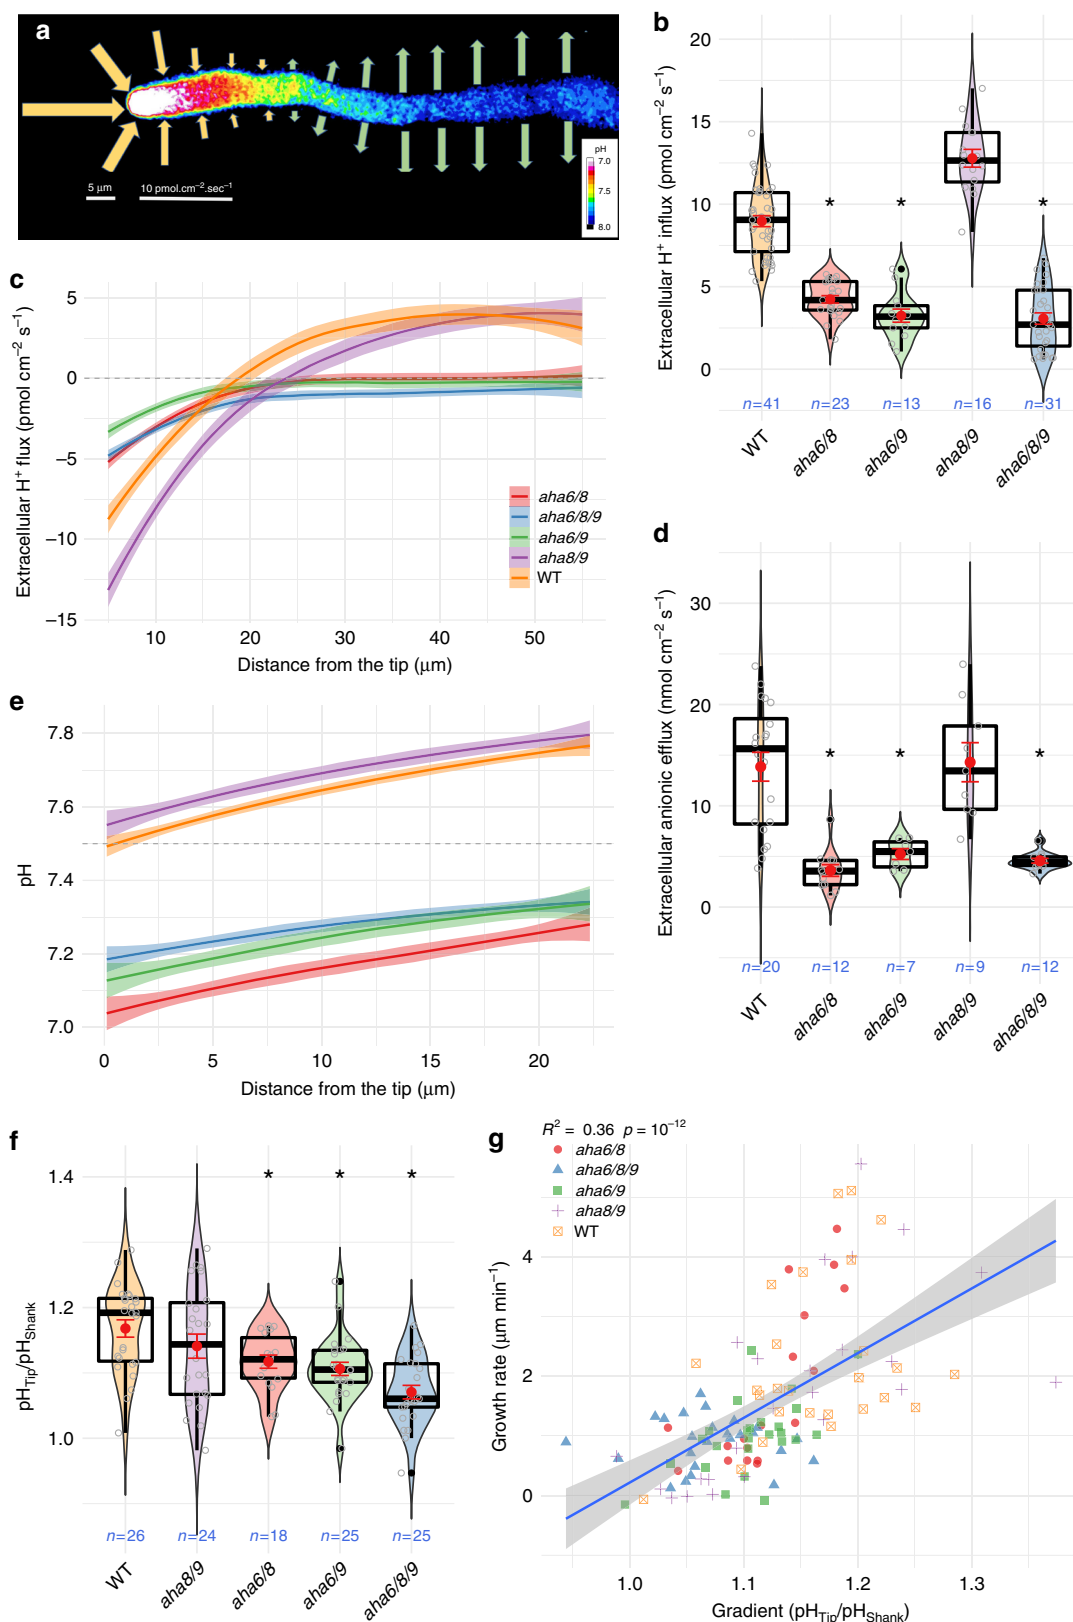 a
5 μm
10 pmol.cm⁻².sec⁻¹
pH
7.0
7.5
8.0
b
Extracellular H⁺ influx (pmol cm⁻² s⁻¹)
20
15
10
5
0
* * *
n=41 n=23 n=13 n=16 n=31
WT aha6/8 aha6/9 aha8/9 aha6/8/9
c
Extracellular H⁺ flux (pmol cm⁻² s⁻¹)
5
0
−5
−10
−15
aha6/8
aha6/8/9
aha6/9
aha8/9
WT
10 20 30 40 50
Distance from the tip (μm)
d
Extracellular anionic efflux (nmol cm⁻² s⁻¹)
30
20
10
0
* * *
n=20 n=12 n=7 n=9 n=12
WT aha6/8 aha6/9 aha8/9 aha6/8/9
e
pH
7.8
7.6
7.4
7.2
7.0
0 5 10 15 20
Distance from the tip (μm)
f
pH_Tip/pH_Shank
1.4
1.2
1.0
* * *
n=26 n=24 n=18 n=25 n=25
WT aha8/9 aha6/8 aha6/9 aha6/8/9
g
R² = 0.36 p = 10⁻¹²
aha6/8
aha6/8/9
aha6/9
aha8/9
WT
Growth rate (μm min⁻¹)
4
2
0
1.0 1.1 1.2 1.3
Gradient (pH_Tip/pH_Shank)